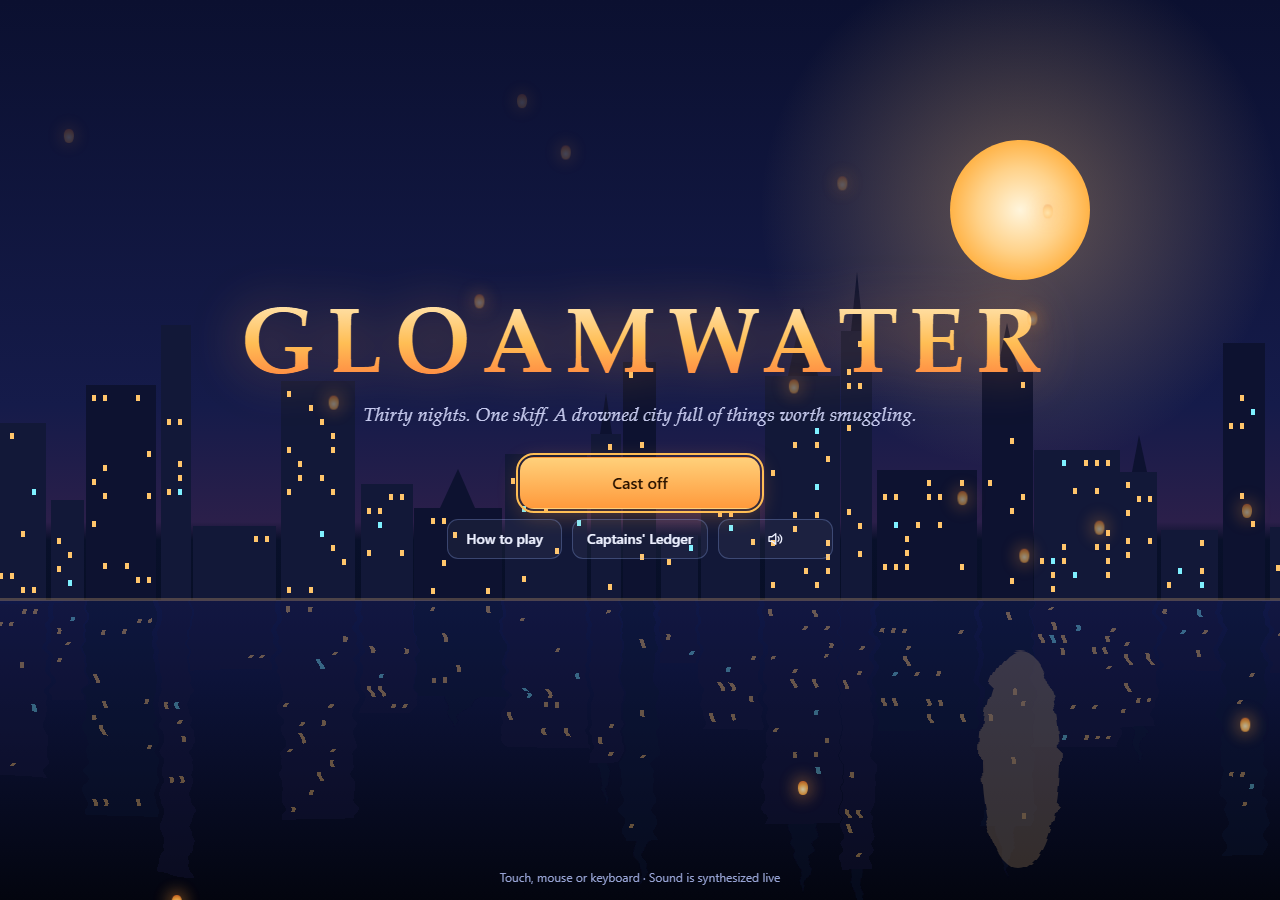 GLOAMWATER
Thirty nights. One skiff. A drowned city full of things worth smuggling.
Cast off
How to play
Captains' Ledger
Touch, mouse or keyboard · Sound is synthesized live